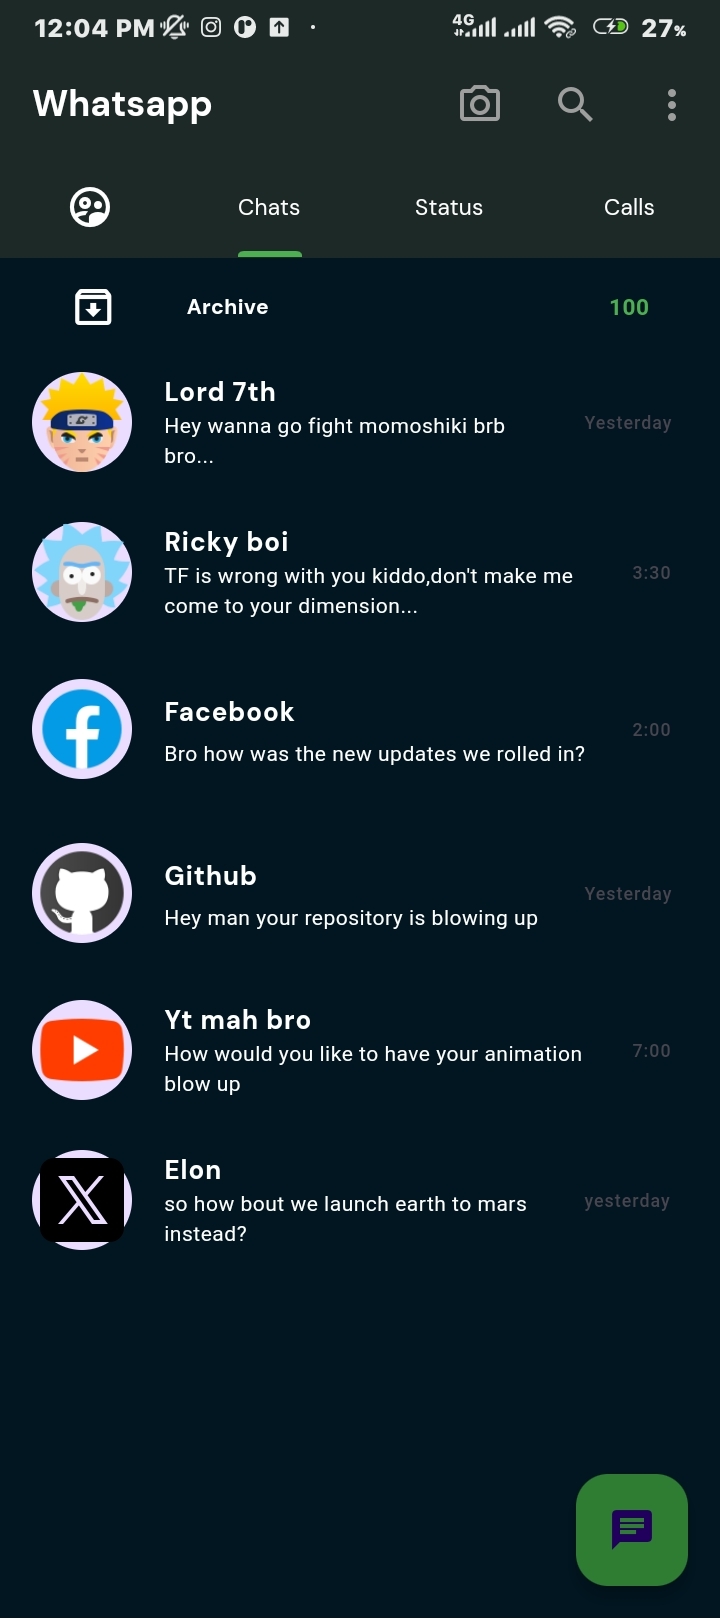 12:04 PM 4G 27%
Whatsapp
Chats Status Calls
Archive 100
Lord 7th
Hey wanna go fight momoshiki brb
bro...
Yesterday
Ricky boi
TF is wrong with you kiddo,don't make me
come to your dimension...
3:30
Facebook
Bro how was the new updates we rolled in?
2:00
Github
Hey man your repository is blowing up
Yesterday
Yt mah bro
How would you like to have your animation
blow up
7:00
Elon
so how bout we launch earth to mars
instead?
yesterday